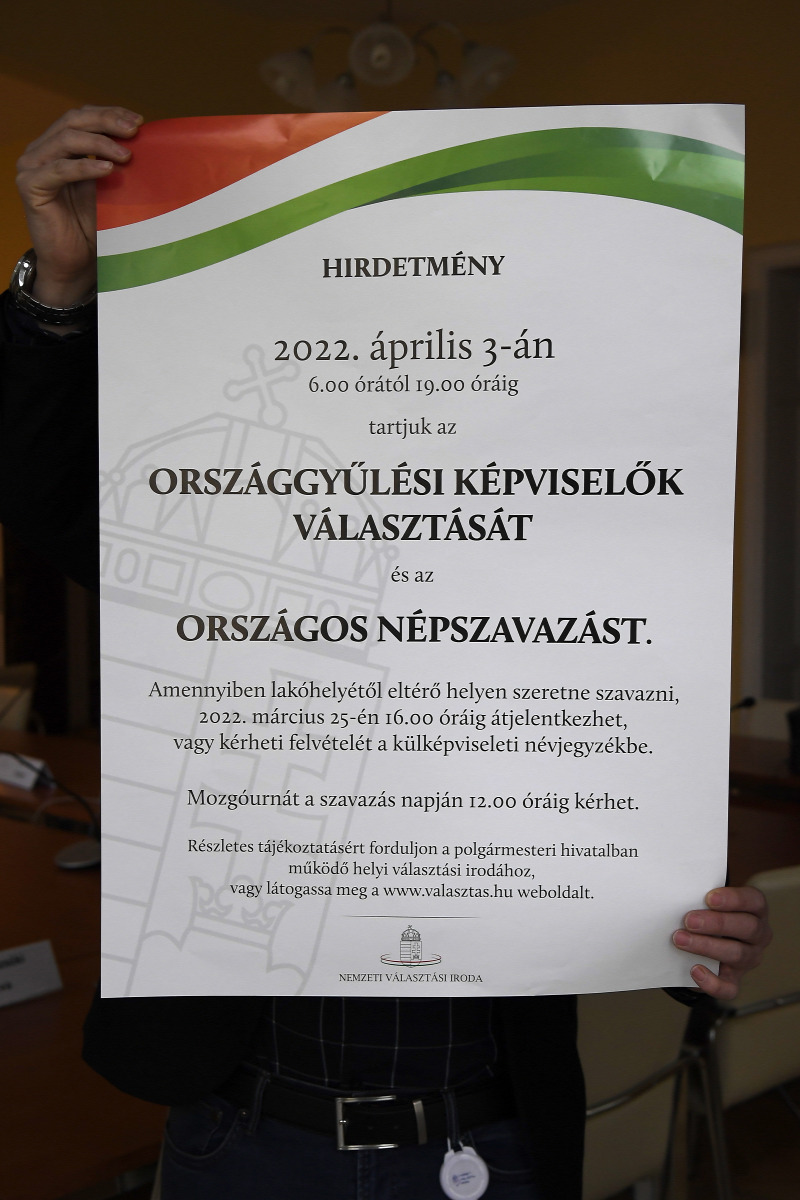 HIRDETMÉNY
2022. április 3-án
6.00 órától 19.00 óráig
tartjuk az
ORSZÁGGYŰLÉSI KÉPVISELŐK
VÁLASZTÁSÁT
és az
ORSZÁGOS NÉPSZAVAZÁST.
Amennyiben lakóhelyétől eltérő helyen szeretne szavazni,
2022. március 25-én 16.00 óráig átjelentkezhet,
vagy kérheti felvételét a külképviseleti névjegyzékbe.
Mozgóurnát a szavazás napján 12.00 óráig kérhet.
Részletes tájékoztatásért forduljon a polgármesteri hivatalban
működő helyi választási irodához,
vagy látogassa meg a www.valasztas.hu weboldalt.
NEMZETI VÁLASZTÁSI IRODA